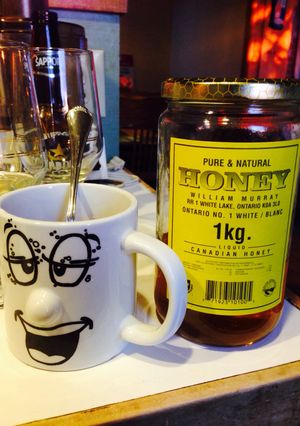 SAPPORO
PURE & NATURAL
HONEY
WILLIAM MURRAY
RR 1 WHITE LAKE, ONTARIO K0A 3L0
ONTARIO NO. 1 WHITE / BLANC
1kg.
LIQUID
CANADIAN HONEY